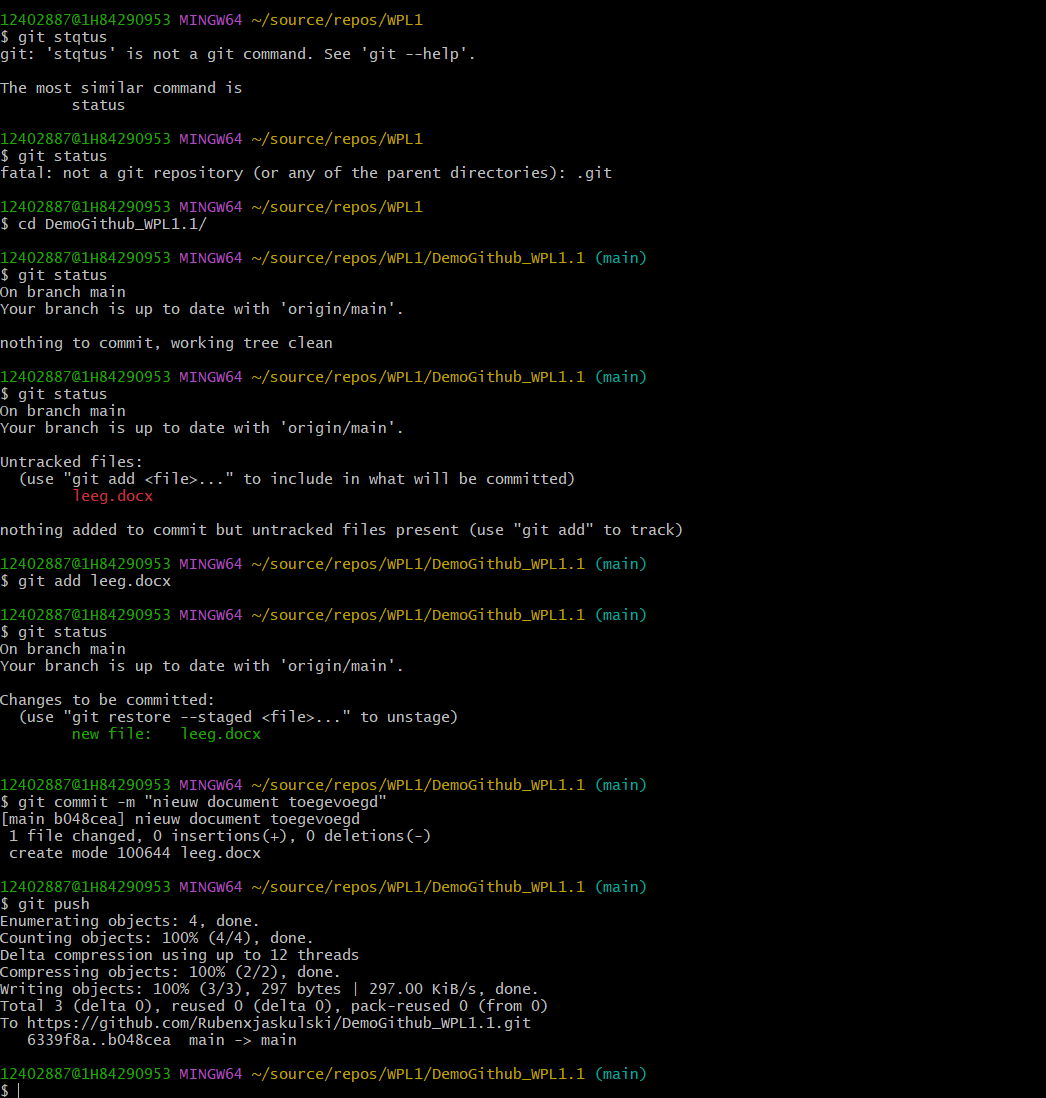 12402887@1H84290953 MINGW64 ~/source/repos/WPL1
$ git stqtus
git: 'stqtus' is not a git command. See 'git --help'.

The most similar command is
        status

12402887@1H84290953 MINGW64 ~/source/repos/WPL1
$ git status
fatal: not a git repository (or any of the parent directories): .git

12402887@1H84290953 MINGW64 ~/source/repos/WPL1
$ cd DemoGithub_WPL1.1/

12402887@1H84290953 MINGW64 ~/source/repos/WPL1/DemoGithub_WPL1.1 (main)
$ git status
On branch main
Your branch is up to date with 'origin/main'.

nothing to commit, working tree clean

12402887@1H84290953 MINGW64 ~/source/repos/WPL1/DemoGithub_WPL1.1 (main)
$ git status
On branch main
Your branch is up to date with 'origin/main'.

Untracked files:
  (use "git add <file>..." to include in what will be committed)
        leeg.docx

nothing added to commit but untracked files present (use "git add" to track)

12402887@1H84290953 MINGW64 ~/source/repos/WPL1/DemoGithub_WPL1.1 (main)
$ git add leeg.docx

12402887@1H84290953 MINGW64 ~/source/repos/WPL1/DemoGithub_WPL1.1 (main)
$ git status
On branch main
Your branch is up to date with 'origin/main'.

Changes to be committed:
  (use "git restore --staged <file>..." to unstage)
        new file:   leeg.docx


12402887@1H84290953 MINGW64 ~/source/repos/WPL1/DemoGithub_WPL1.1 (main)
$ git commit -m "nieuw document toegevoegd"
[main b048cea] nieuw document toegevoegd
 1 file changed, 0 insertions(+), 0 deletions(-)
 create mode 100644 leeg.docx

12402887@1H84290953 MINGW64 ~/source/repos/WPL1/DemoGithub_WPL1.1 (main)
$ git push
Enumerating objects: 4, done.
Counting objects: 100% (4/4), done.
Delta compression using up to 12 threads
Compressing objects: 100% (2/2), done.
Writing objects: 100% (3/3), 297 bytes | 297.00 KiB/s, done.
Total 3 (delta 0), reused 0 (delta 0), pack-reused 0 (from 0)
To https://github.com/Rubenxjaskulski/DemoGithub_WPL1.1.git
   6339f8a..b048cea  main -> main

12402887@1H84290953 MINGW64 ~/source/repos/WPL1/DemoGithub_WPL1.1 (main)
$